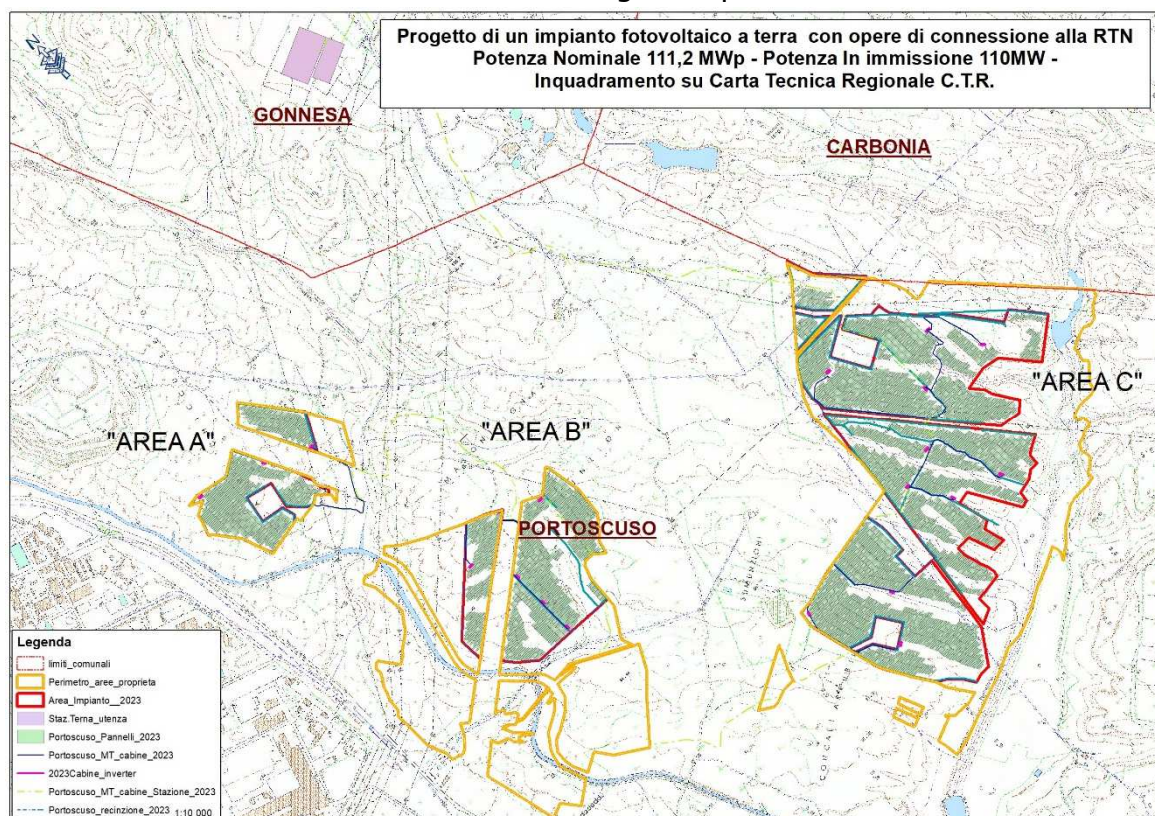 Progetto di un impianto fotovoltaico a terra con opere di connessione alla RTN
Potenza Nominale 111,2 MWp - Potenza In immissione 110MW -
Inquadramento su Carta Tecnica Regionale C.T.R.
N
GONNESA
CARBONIA
"AREA C"
"AREA A"
"AREA B"
PORTOSCUSO
Legenda
limiti_comunali
Perimetro_aree_proprieta
Area_Impianto__2023
Staz.Terna_utenza
Portoscuso_Pannelli_2023
Portoscuso_MT_cabine_2023
2023Cabine_inverter
Portoscuso_MT_cabine_Stazione_2023
Portoscuso_recinzione_2023 1:10 000